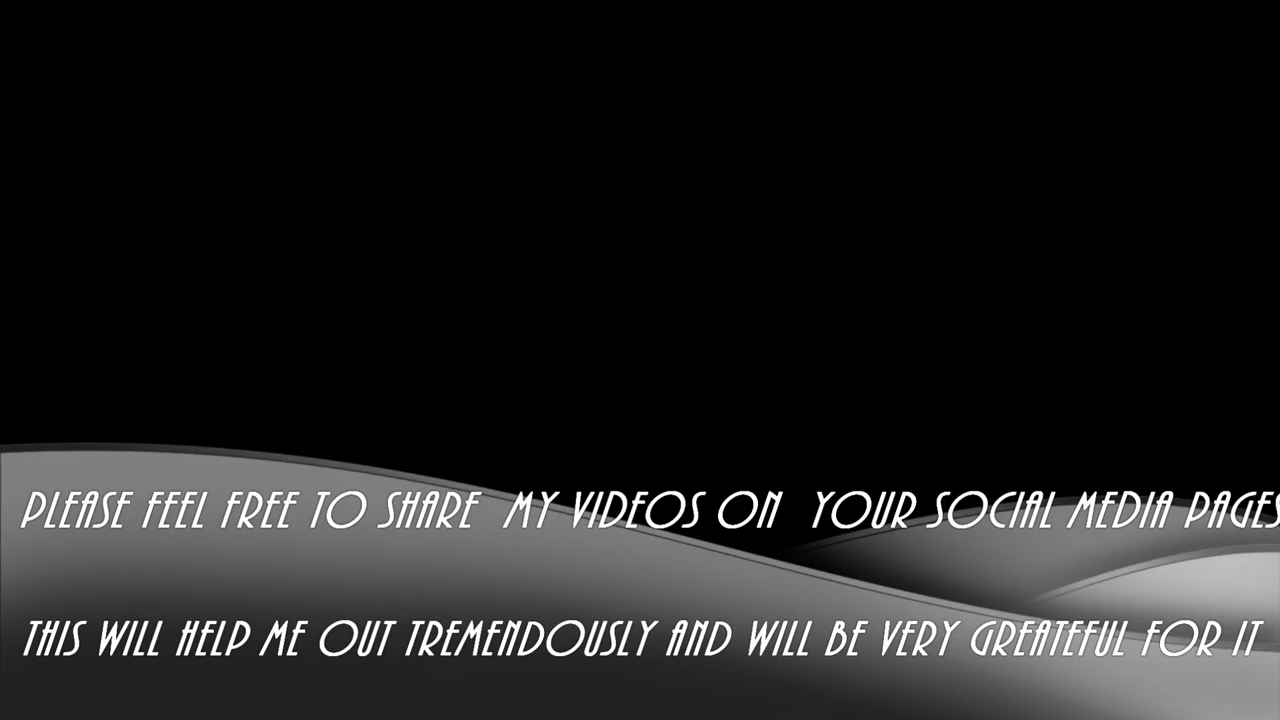 PLEASE FEEL FREE TO SHARE MY VIDEOS ON YOUR SOCIAL MEDIA PAGES
THIS WILL HELP ME OUT TREMENDOUSLY AND WILL BE VERY GREATEFUL FOR IT